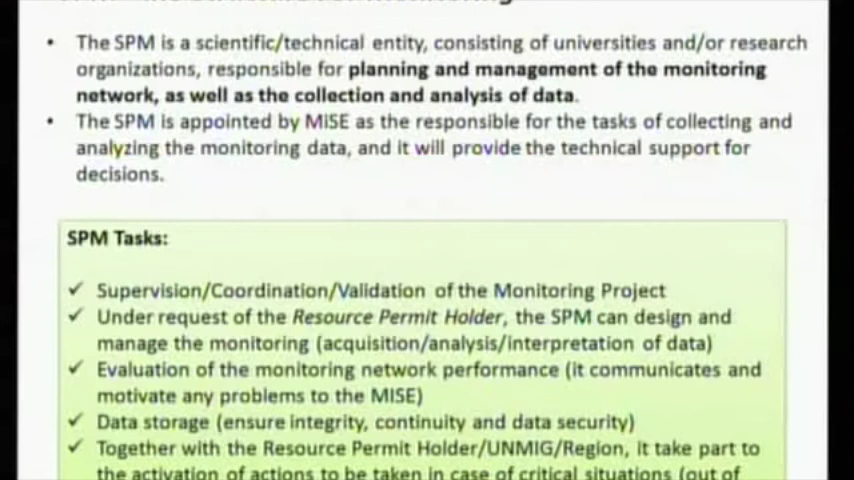 • The SPM is a scientific/technical entity, consisting of universities and/or research
organizations, responsible for planning and management of the monitoring
network, as well as the collection and analysis of data.
• The SPM is appointed by MiSE as the responsible for the tasks of collecting and
analyzing the monitoring data, and it will provide the technical support for
decisions.
SPM Tasks:
✓ Supervision/Coordination/Validation of the Monitoring Project
✓ Under request of the Resource Permit Holder, the SPM can design and
manage the monitoring (acquisition/analysis/interpretation of data)
✓ Evaluation of the monitoring network performance (it communicates and
motivate any problems to the MISE)
✓ Data storage (ensure integrity, continuity and data security)
✓ Together with the Resource Permit Holder/UNMIG/Region, it take part to
the activation of actions to be taken in case of critical situations (out of